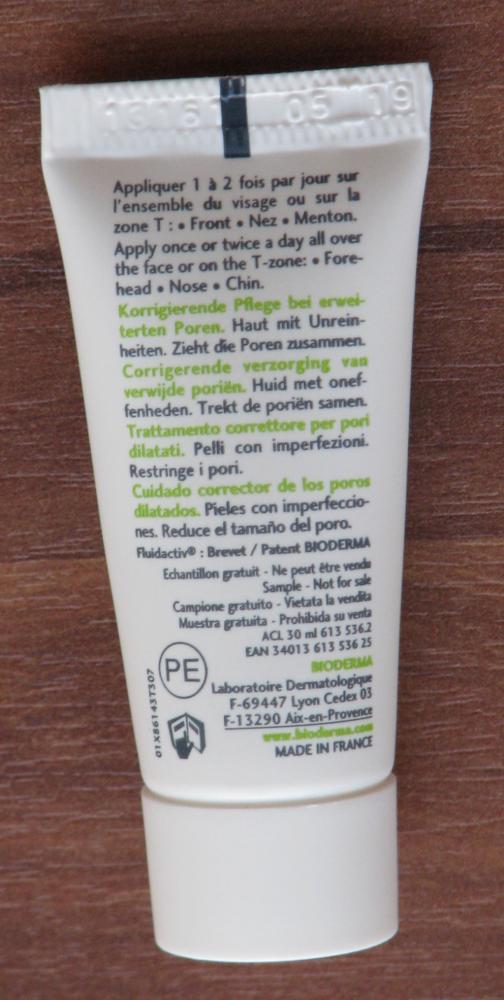 05 19
Appliquer 1 à 2 fois par jour sur
l'ensemble du visage ou sur la
zone T : • Front • Nez • Menton.
Apply once or twice a day all over
the face or on the T-zone: • Fore-
head • Nose • Chin.
Korrigierende Pflege bei erwei-
terten Poren. Haut mit Unrein-
heiten. Zieht die Poren zusammen.
Corrigerende verzorging van
verwijde poriën. Huid met onef-
fenheden. Trekt de poriën samen.
Trattamento correttore per pori
dilatati. Pelli con imperfezioni.
Restringe i pori.
Cuidado corrector de los poros
dilatados. Pieles con imperfeccio-
nes. Reduce el tamaño del poro.
Fluidactiv® : Brevet / Patent BIODERMA
Echantillon gratuit - Ne peut être vendu
Sample - Not for sale
Campione gratuito - Vietata la vendita
Muestra gratuita - Prohibida su venta
ACL 30 ml 613 536.2
EAN 34013 613 536 25
BIODERMA
Laboratoire Dermatologique
F-69447 Lyon Cedex 03
F-13290 Aix-en-Provence
www.bioderma.com
MADE IN FRANCE
PE
01X86143T307